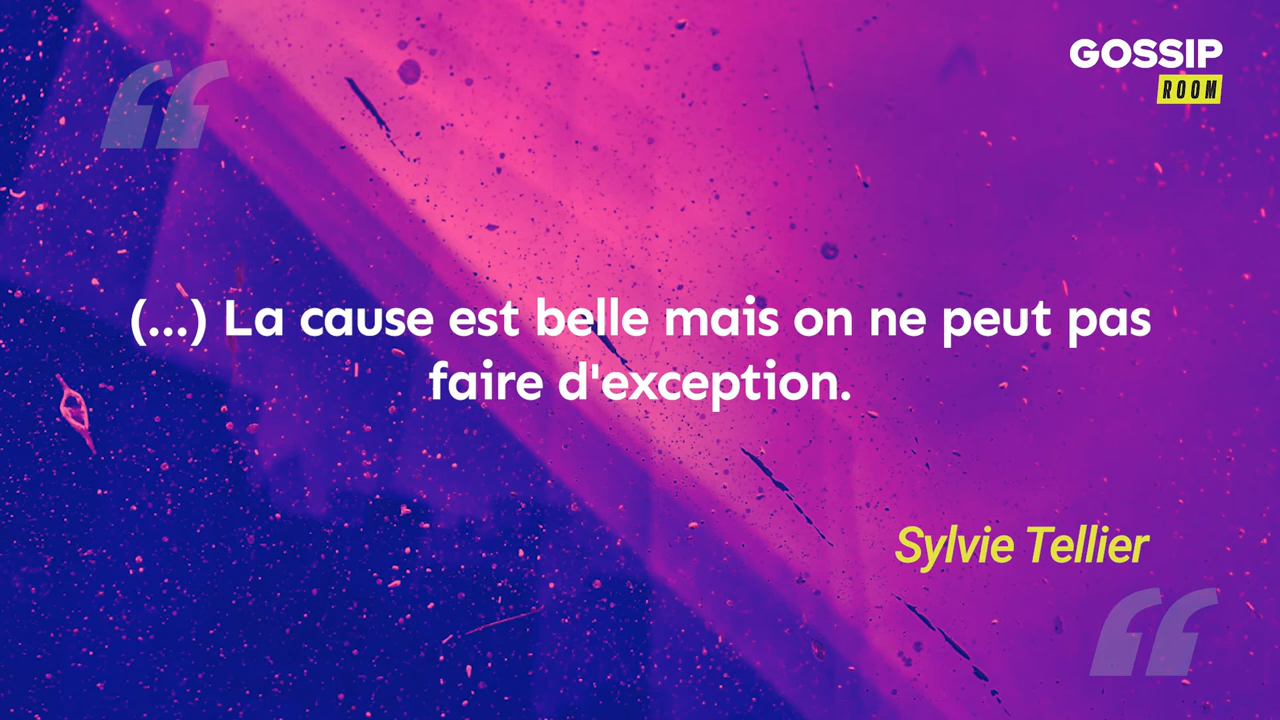 GOSSIP
ROOM
(...) La cause est belle mais on ne peut pas
faire d'exception.
Sylvie Tellier